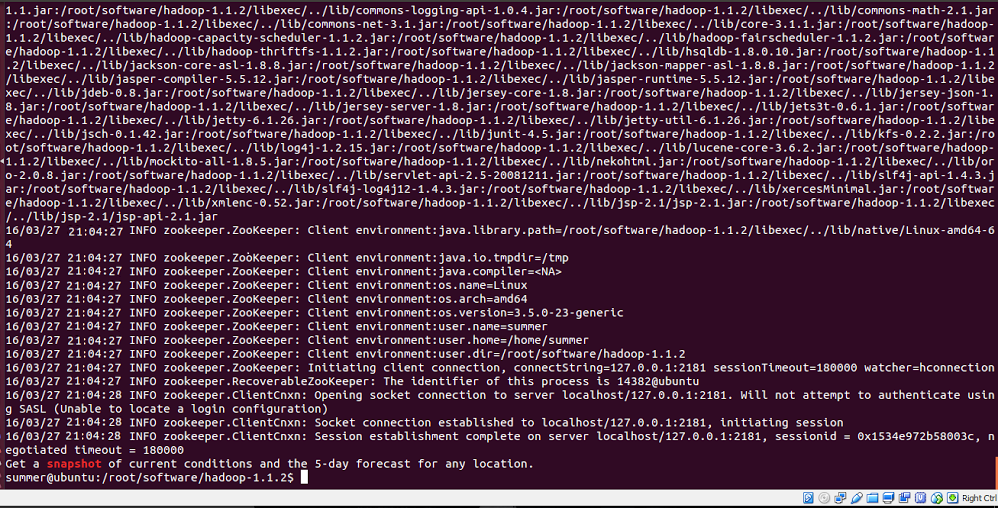 1.1.jar:/root/software/hadoop-1.1.2/libexec/../lib/commons-logging-api-1.0.4.jar:/root/software/hadoop-1.1.2/libexec/../lib/commons-math-2.1.jar
:/root/software/hadoop-1.1.2/libexec/../lib/commons-net-3.1.jar:/root/software/hadoop-1.1.2/libexec/../lib/core-3.1.1.jar:/root/software/hadoop-
1.1.2/libexec/../lib/hadoop-capacity-scheduler-1.1.2.jar:/root/software/hadoop-1.1.2/libexec/../lib/hadoop-fairscheduler-1.1.2.jar:/root/softwar
e/hadoop-1.1.2/libexec/../lib/hadoop-thriftfs-1.1.2.jar:/root/software/hadoop-1.1.2/libexec/../lib/hsqldb-1.8.0.10.jar:/root/software/hadoop-1.1
.2/libexec/../lib/jackson-core-asl-1.8.8.jar:/root/software/hadoop-1.1.2/libexec/../lib/jackson-mapper-asl-1.8.8.jar:/root/software/hadoop-1.1.2
/libexec/../lib/jasper-compiler-5.5.12.jar:/root/software/hadoop-1.1.2/libexec/../lib/jasper-runtime-5.5.12.jar:/root/software/hadoop-1.1.2/libe
xec/../lib/jdeb-0.8.jar:/root/software/hadoop-1.1.2/libexec/../lib/jersey-core-1.8.jar:/root/software/hadoop-1.1.2/libexec/../lib/jersey-json-1.
8.jar:/root/software/hadoop-1.1.2/libexec/../lib/jersey-server-1.8.jar:/root/software/hadoop-1.1.2/libexec/../lib/jets3t-0.6.1.jar:/root/softwar
e/hadoop-1.1.2/libexec/../lib/jetty-6.1.26.jar:/root/software/hadoop-1.1.2/libexec/../lib/jetty-util-6.1.26.jar:/root/software/hadoop-1.1.2/libe
xec/../lib/jsch-0.1.42.jar:/root/software/hadoop-1.1.2/libexec/../lib/junit-4.5.jar:/root/software/hadoop-1.1.2/libexec/../lib/kfs-0.2.2.jar:/ro
ot/software/hadoop-1.1.2/libexec/../lib/log4j-1.2.15.jar:/root/software/hadoop-1.1.2/libexec/../lib/lucene-core-3.6.2.jar:/root/software/hadoop-
1.1.2/libexec/../lib/mockito-all-1.8.5.jar:/root/software/hadoop-1.1.2/libexec/../lib/nekohtml.jar:/root/software/hadoop-1.1.2/libexec/../lib/or
o-2.0.8.jar:/root/software/hadoop-1.1.2/libexec/../lib/servlet-api-2.5-20081211.jar:/root/software/hadoop-1.1.2/libexec/../lib/slf4j-api-1.4.3.j
ar:/root/software/hadoop-1.1.2/libexec/../lib/slf4j-log4j12-1.4.3.jar:/root/software/hadoop-1.1.2/libexec/../lib/xercesMinimal.jar:/root/softwar
e/hadoop-1.1.2/libexec/../lib/xmlenc-0.52.jar:/root/software/hadoop-1.1.2/libexec/../lib/jsp-2.1/jsp-2.1.jar:/root/software/hadoop-1.1.2/libexec
/../lib/jsp-2.1/jsp-api-2.1.jar
16/03/27 21:04:27 INFO zookeeper.ZooKeeper: Client environment:java.library.path=/root/software/hadoop-1.1.2/libexec/../lib/native/Linux-amd64-6
4
16/03/27 21:04:27 INFO zookeeper.ZooKeeper: Client environment:java.io.tmpdir=/tmp
16/03/27 21:04:27 INFO zookeeper.ZooKeeper: Client environment:java.compiler=<NA>
16/03/27 21:04:27 INFO zookeeper.ZooKeeper: Client environment:os.name=Linux
16/03/27 21:04:27 INFO zookeeper.ZooKeeper: Client environment:os.arch=amd64
16/03/27 21:04:27 INFO zookeeper.ZooKeeper: Client environment:os.version=3.5.0-23-generic
16/03/27 21:04:27 INFO zookeeper.ZooKeeper: Client environment:user.name=summer
16/03/27 21:04:27 INFO zookeeper.ZooKeeper: Client environment:user.home=/home/summer
16/03/27 21:04:27 INFO zookeeper.ZooKeeper: Client environment:user.dir=/root/software/hadoop-1.1.2
16/03/27 21:04:27 INFO zookeeper.ZooKeeper: Initiating client connection, connectString=127.0.0.1:2181 sessionTimeout=180000 watcher=hconnection
16/03/27 21:04:27 INFO zookeeper.RecoverableZooKeeper: The identifier of this process is 14382@ubuntu
16/03/27 21:04:28 INFO zookeeper.ClientCnxn: Opening socket connection to server localhost/127.0.0.1:2181. Will not attempt to authenticate usin
g SASL (Unable to locate a login configuration)
16/03/27 21:04:28 INFO zookeeper.ClientCnxn: Socket connection established to localhost/127.0.0.1:2181, initiating session
16/03/27 21:04:28 INFO zookeeper.ClientCnxn: Session establishment complete on server localhost/127.0.0.1:2181, sessionid = 0x1534e972b58003c, n
egotiated timeout = 180000
Get a snapshot of current conditions and the 5-day forecast for any location.
summer@ubuntu:/root/software/hadoop-1.1.2$
Right Ctrl